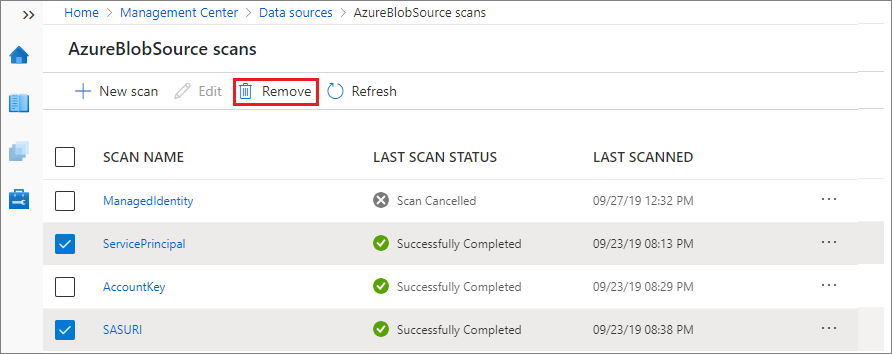 Home > Management Center > Data sources > AzureBlobSource scans
AzureBlobSource scans
New scan Edit Remove Refresh
SCAN NAME LAST SCAN STATUS LAST SCANNED
ManagedIdentity Scan Cancelled 09/27/19 12:32 PM ...
ServicePrincipal Successfully Completed 09/23/19 08:13 PM ...
AccountKey Successfully Completed 09/23/19 08:29 PM ...
SASURI Successfully Completed 09/23/19 08:38 PM ...